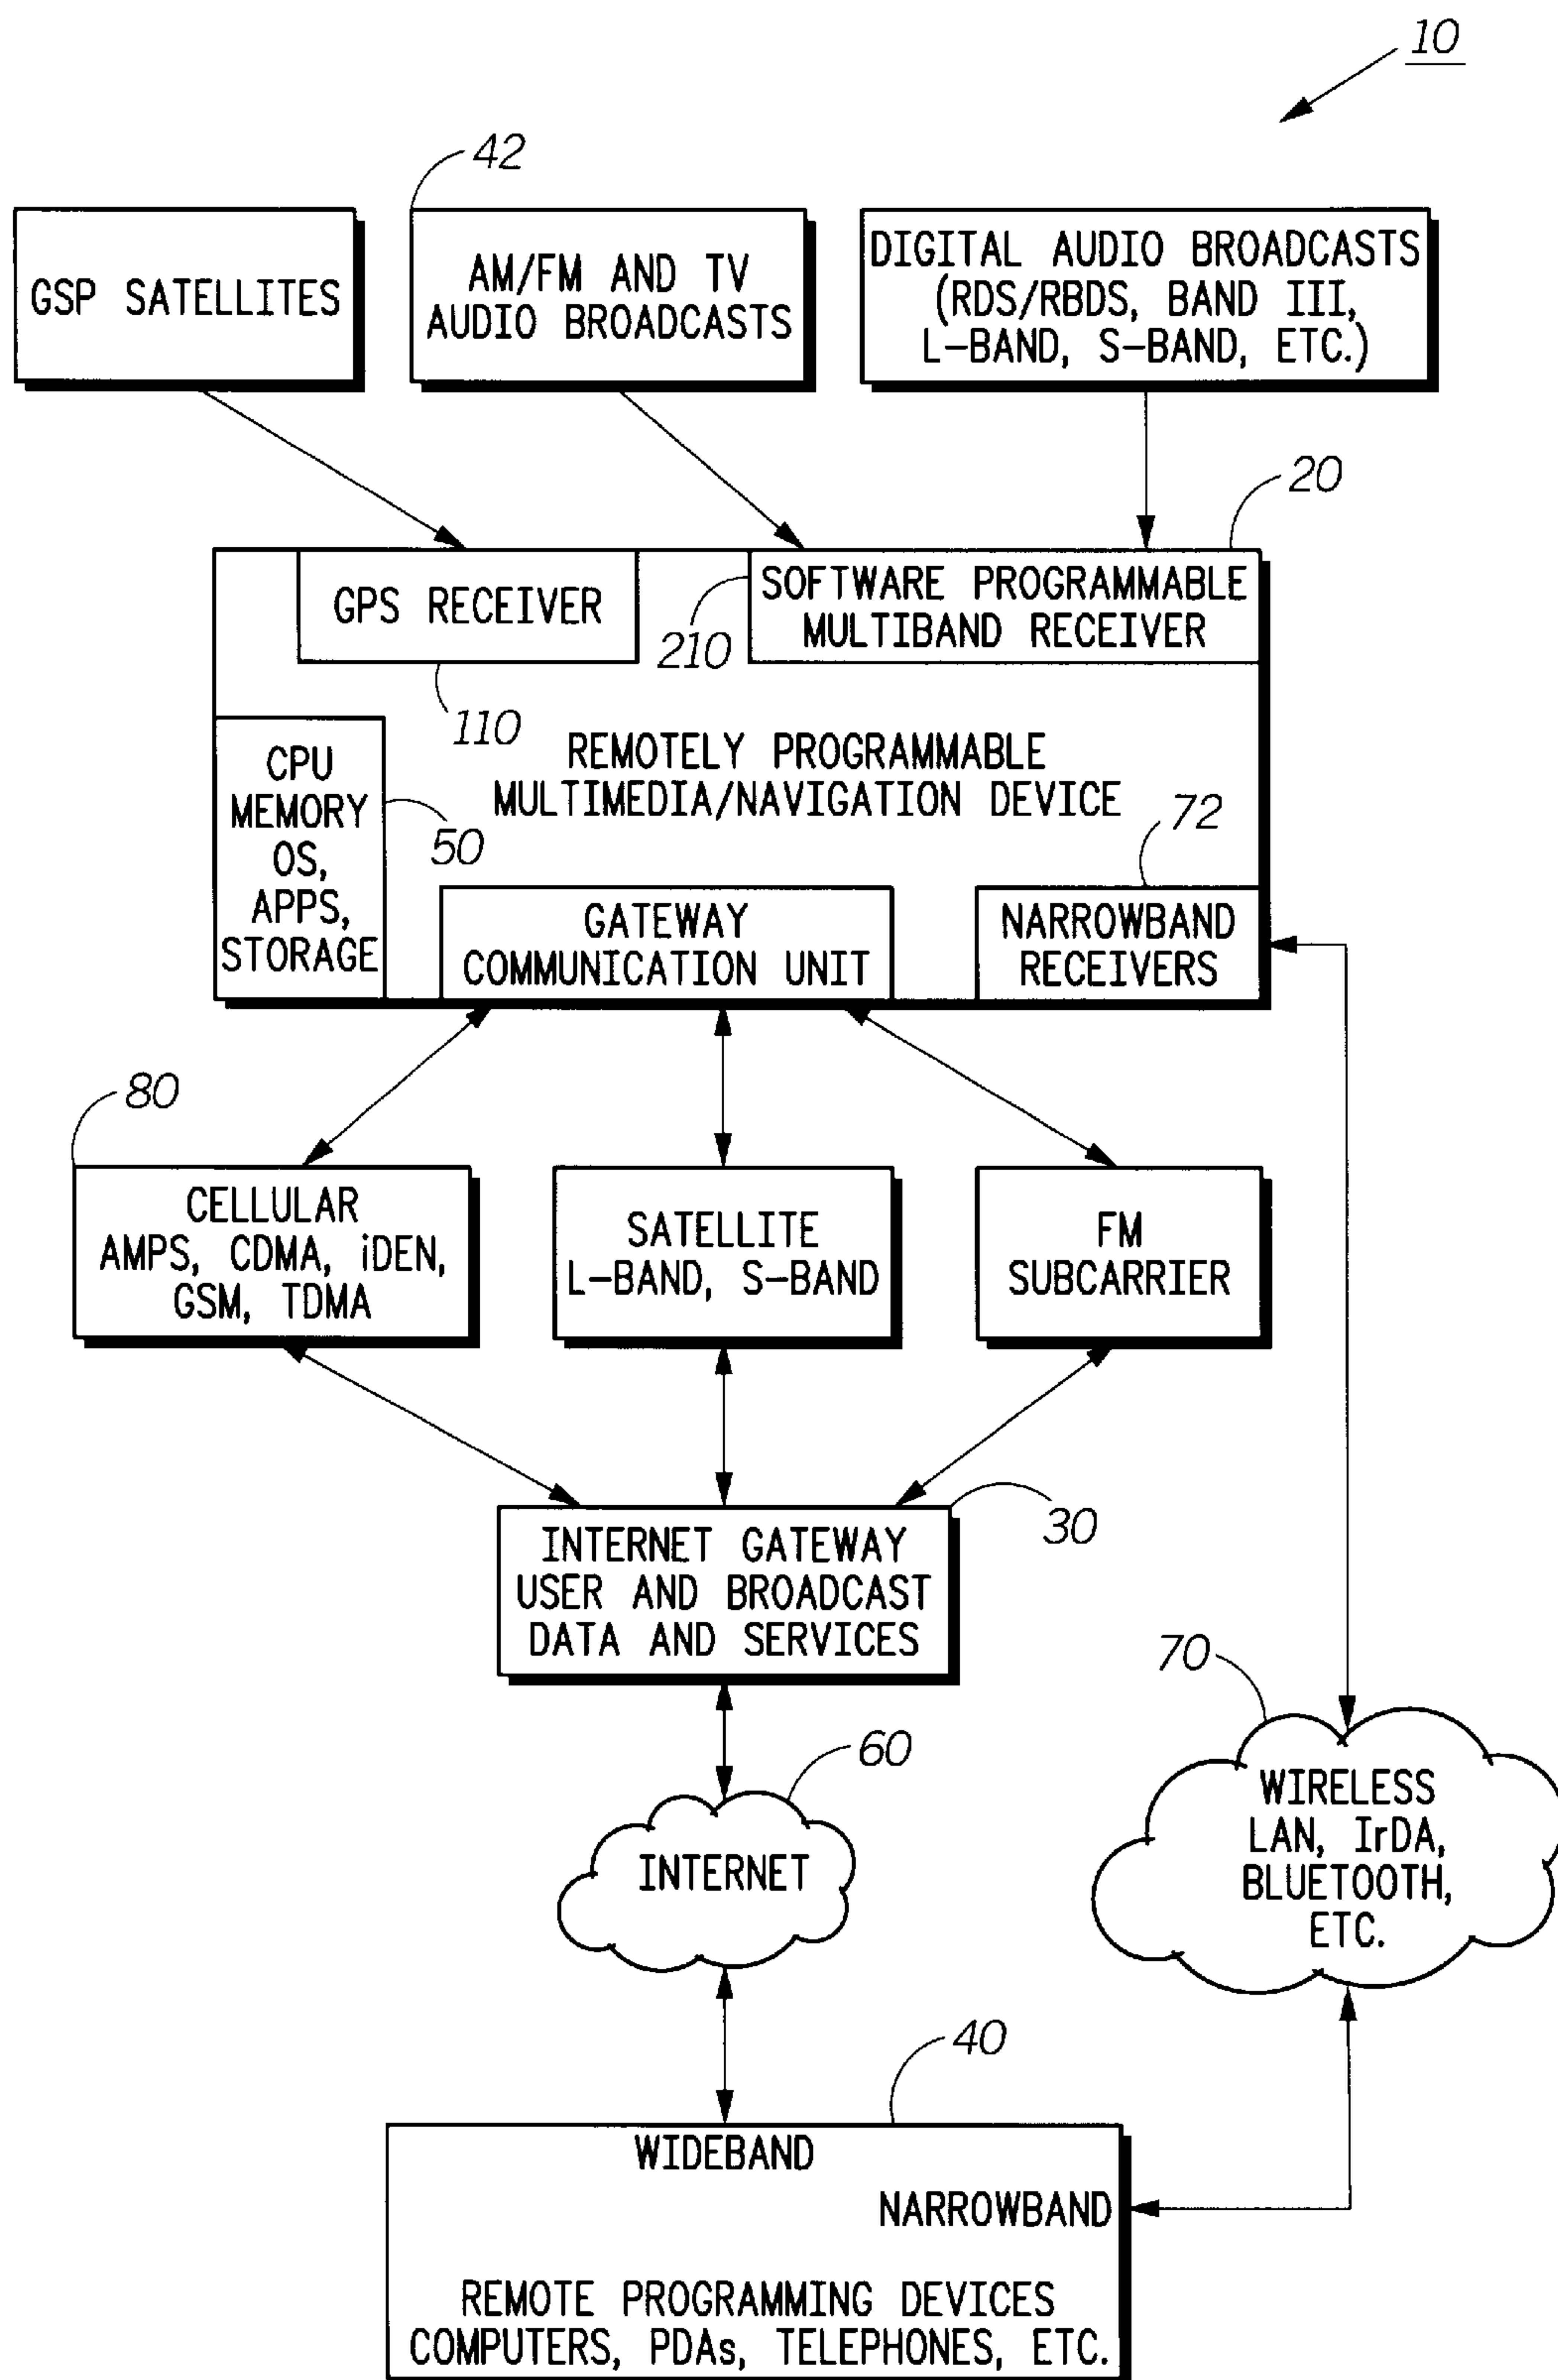 10
42
GSP SATELLITES
AM/FM AND TV
AUDIO BROADCASTS
DIGITAL AUDIO BROADCASTS
(RDS/RBDS, BAND III,
L-BAND, S-BAND, ETC.)
20
GPS RECEIVER
110
210
SOFTWARE PROGRAMMABLE
MULTIBAND RECEIVER
REMOTELY PROGRAMMABLE
MULTIMEDIA/NAVIGATION DEVICE
CPU
MEMORY
OS,
APPS,
STORAGE
50
72
GATEWAY
COMMUNICATION UNIT
NARROWBAND
RECEIVERS
80
CELLULAR
AMPS, CDMA, iDEN,
GSM, TDMA
SATELLITE
L-BAND, S-BAND
FM
SUBCARRIER
30
INTERNET GATEWAY
USER AND BROADCAST
DATA AND SERVICES
70
60
INTERNET
WIRELESS
LAN, IrDA,
BLUETOOTH,
ETC.
40
WIDEBAND
NARROWBAND
REMOTE PROGRAMMING DEVICES
COMPUTERS, PDAs, TELEPHONES, ETC.